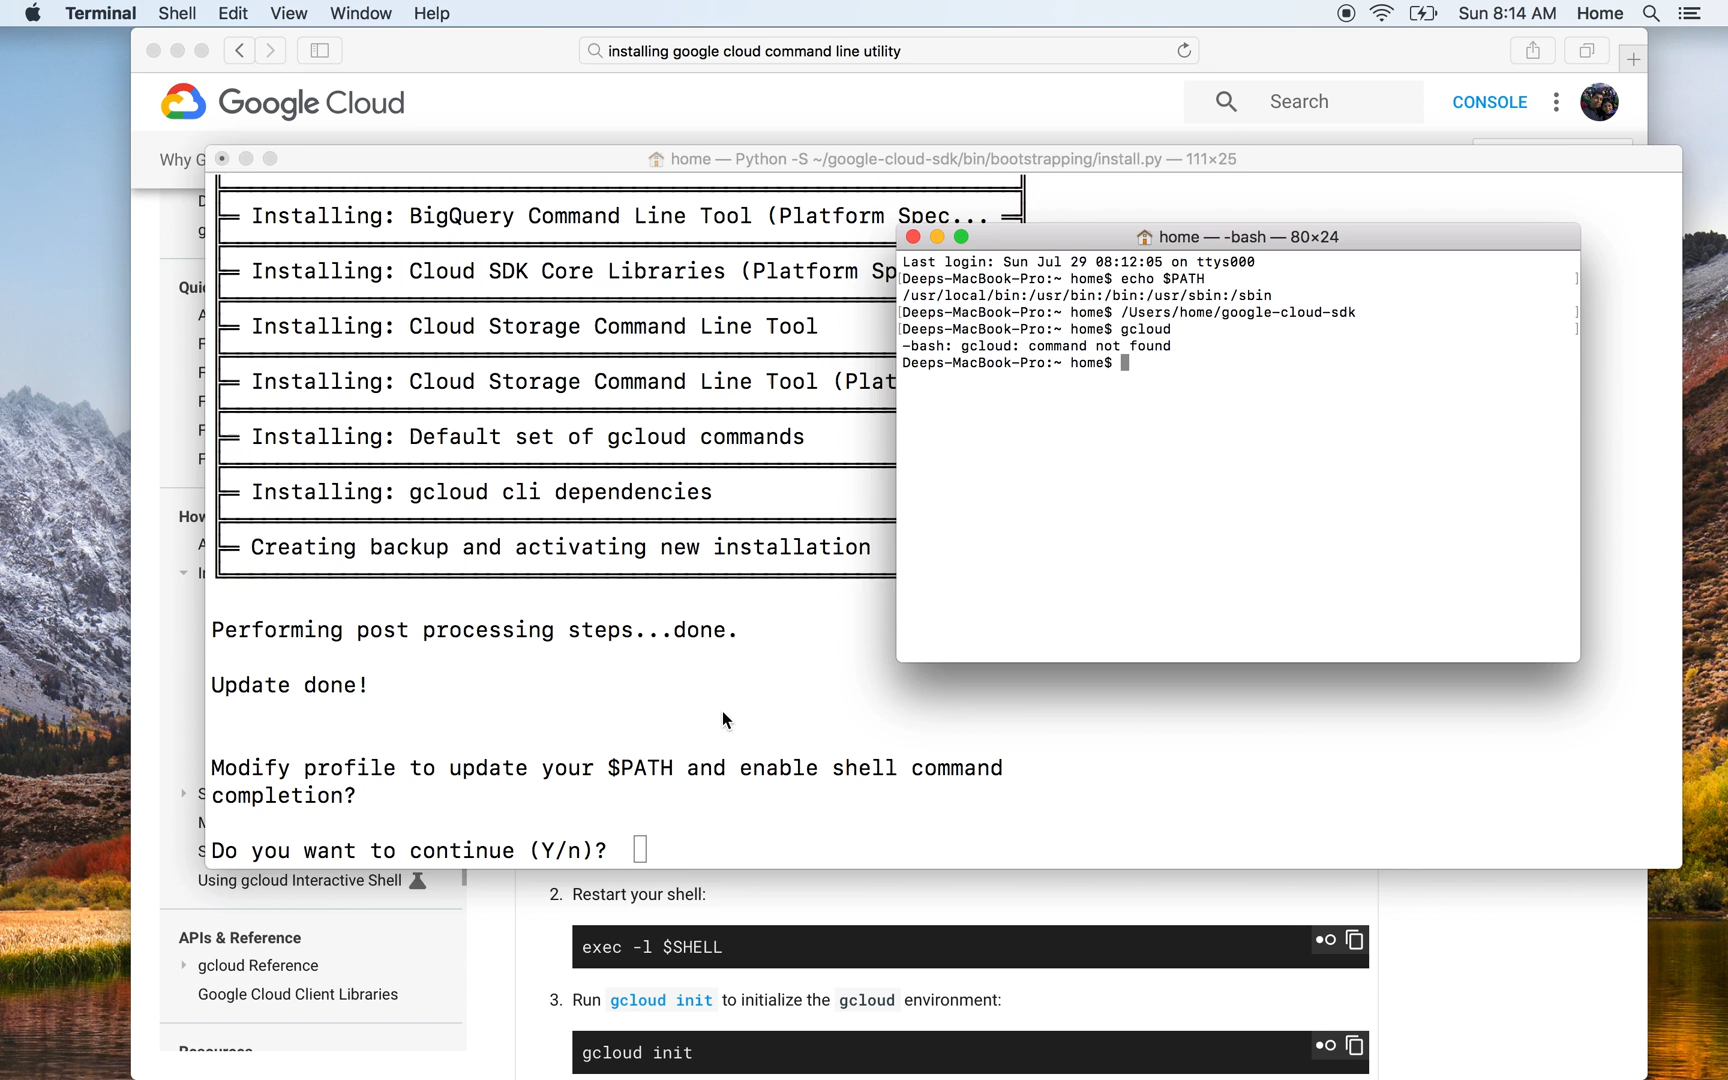 Terminal Shell Edit View Window Help Sun 8:14 AM Home
installing google cloud command line utility
Google Cloud Search CONSOLE
Why G
home — Python -S ~/google-cloud-sdk/bin/bootstrapping/install.py — 111×25
Installing: BigQuery Command Line Tool (Platform Spec...
Installing: Cloud SDK Core Libraries (Platform Sp
Installing: Cloud Storage Command Line Tool
Installing: Cloud Storage Command Line Tool (Plat
Installing: Default set of gcloud commands
Installing: gcloud cli dependencies
Creating backup and activating new installation
Performing post processing steps...done.
Update done!
Modify profile to update your $PATH and enable shell command
completion?
Do you want to continue (Y/n)?
home — -bash — 80×24
Last login: Sun Jul 29 08:12:05 on ttys000
[Deeps-MacBook-Pro:~ home$ echo $PATH ]
/usr/local/bin:/usr/bin:/bin:/usr/sbin:/sbin
[Deeps-MacBook-Pro:~ home$ /Users/home/google-cloud-sdk ]
[Deeps-MacBook-Pro:~ home$ gcloud ]
-bash: gcloud: command not found
Deeps-MacBook-Pro:~ home$
Quic
How
Using gcloud Interactive Shell
APIs & Reference
gcloud Reference
Google Cloud Client Libraries
2. Restart your shell:
exec -l $SHELL
3. Run gcloud init to initialize the gcloud environment:
gcloud init